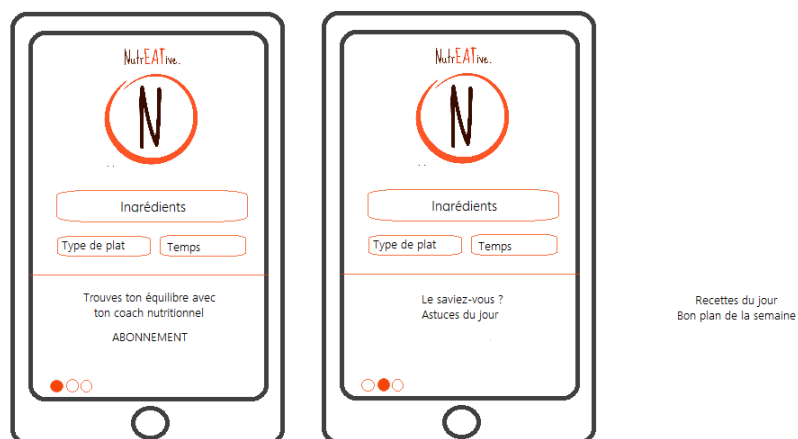 NutrEATive.
N
Ingrédients
Type de plat
Temps
Trouves ton équilibre avec
ton coach nutritionnel
ABONNEMENT
NutrEATive.
N
Ingrédients
Type de plat
Temps
Le saviez-vous ?
Astuces du jour
Recettes du jour
Bon plan de la semaine